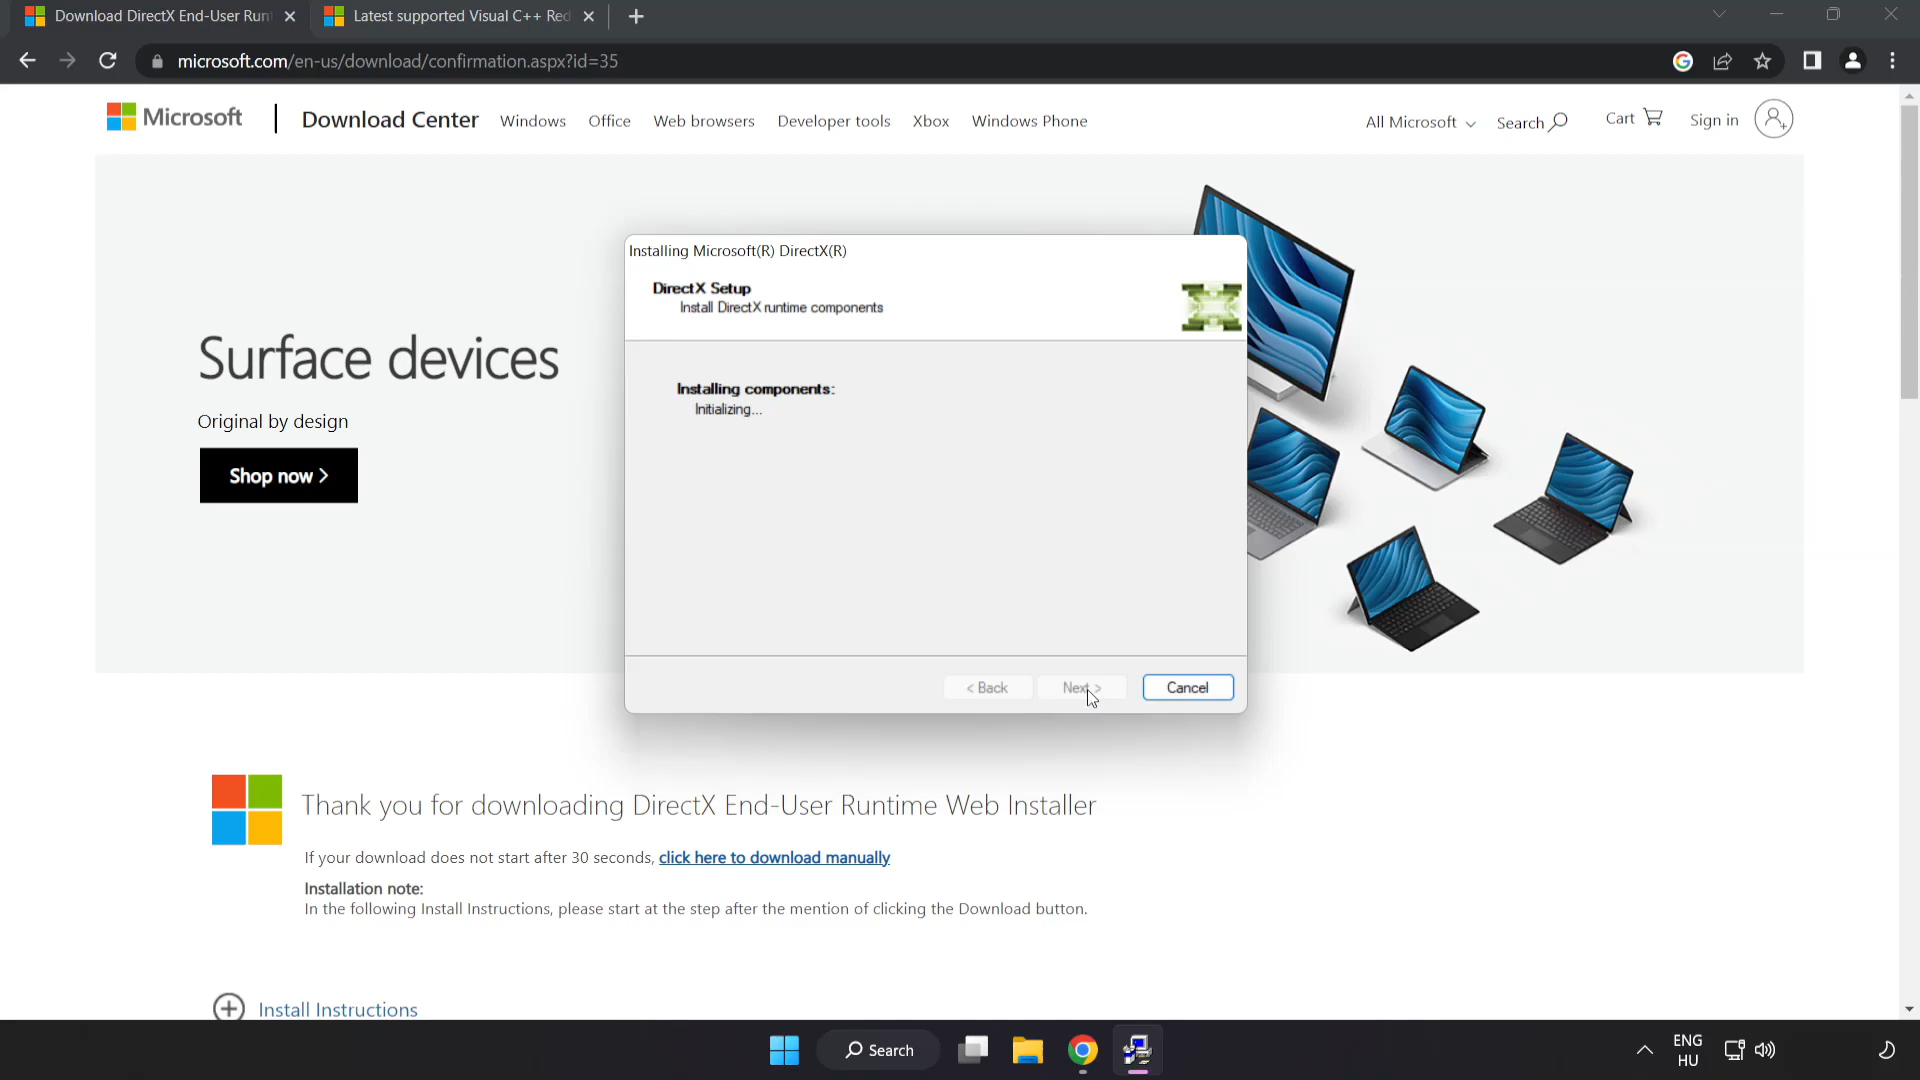 Download DirectX End-User Run
Latest supported Visual C++ Red
microsoft.com/en-us/download/confirmation.aspx?id=35
Microsoft
Download Center
Windows
Office
Web browsers
Developer tools
Xbox
Windows Phone
All Microsoft
Search
Cart
Sign in
Surface devices
Original by design
Shop now >
Installing Microsoft(R) DirectX(R)
DirectX Setup
Install DirectX runtime components
Installing components:
Initializing...
< Back
Next >
Cancel
Thank you for downloading DirectX End-User Runtime Web Installer
If your download does not start after 30 seconds, click here to download manually
Installation note:
In the following Install Instructions, please start at the step after the mention of clicking the Download button.
Install Instructions
Search
ENG
HU